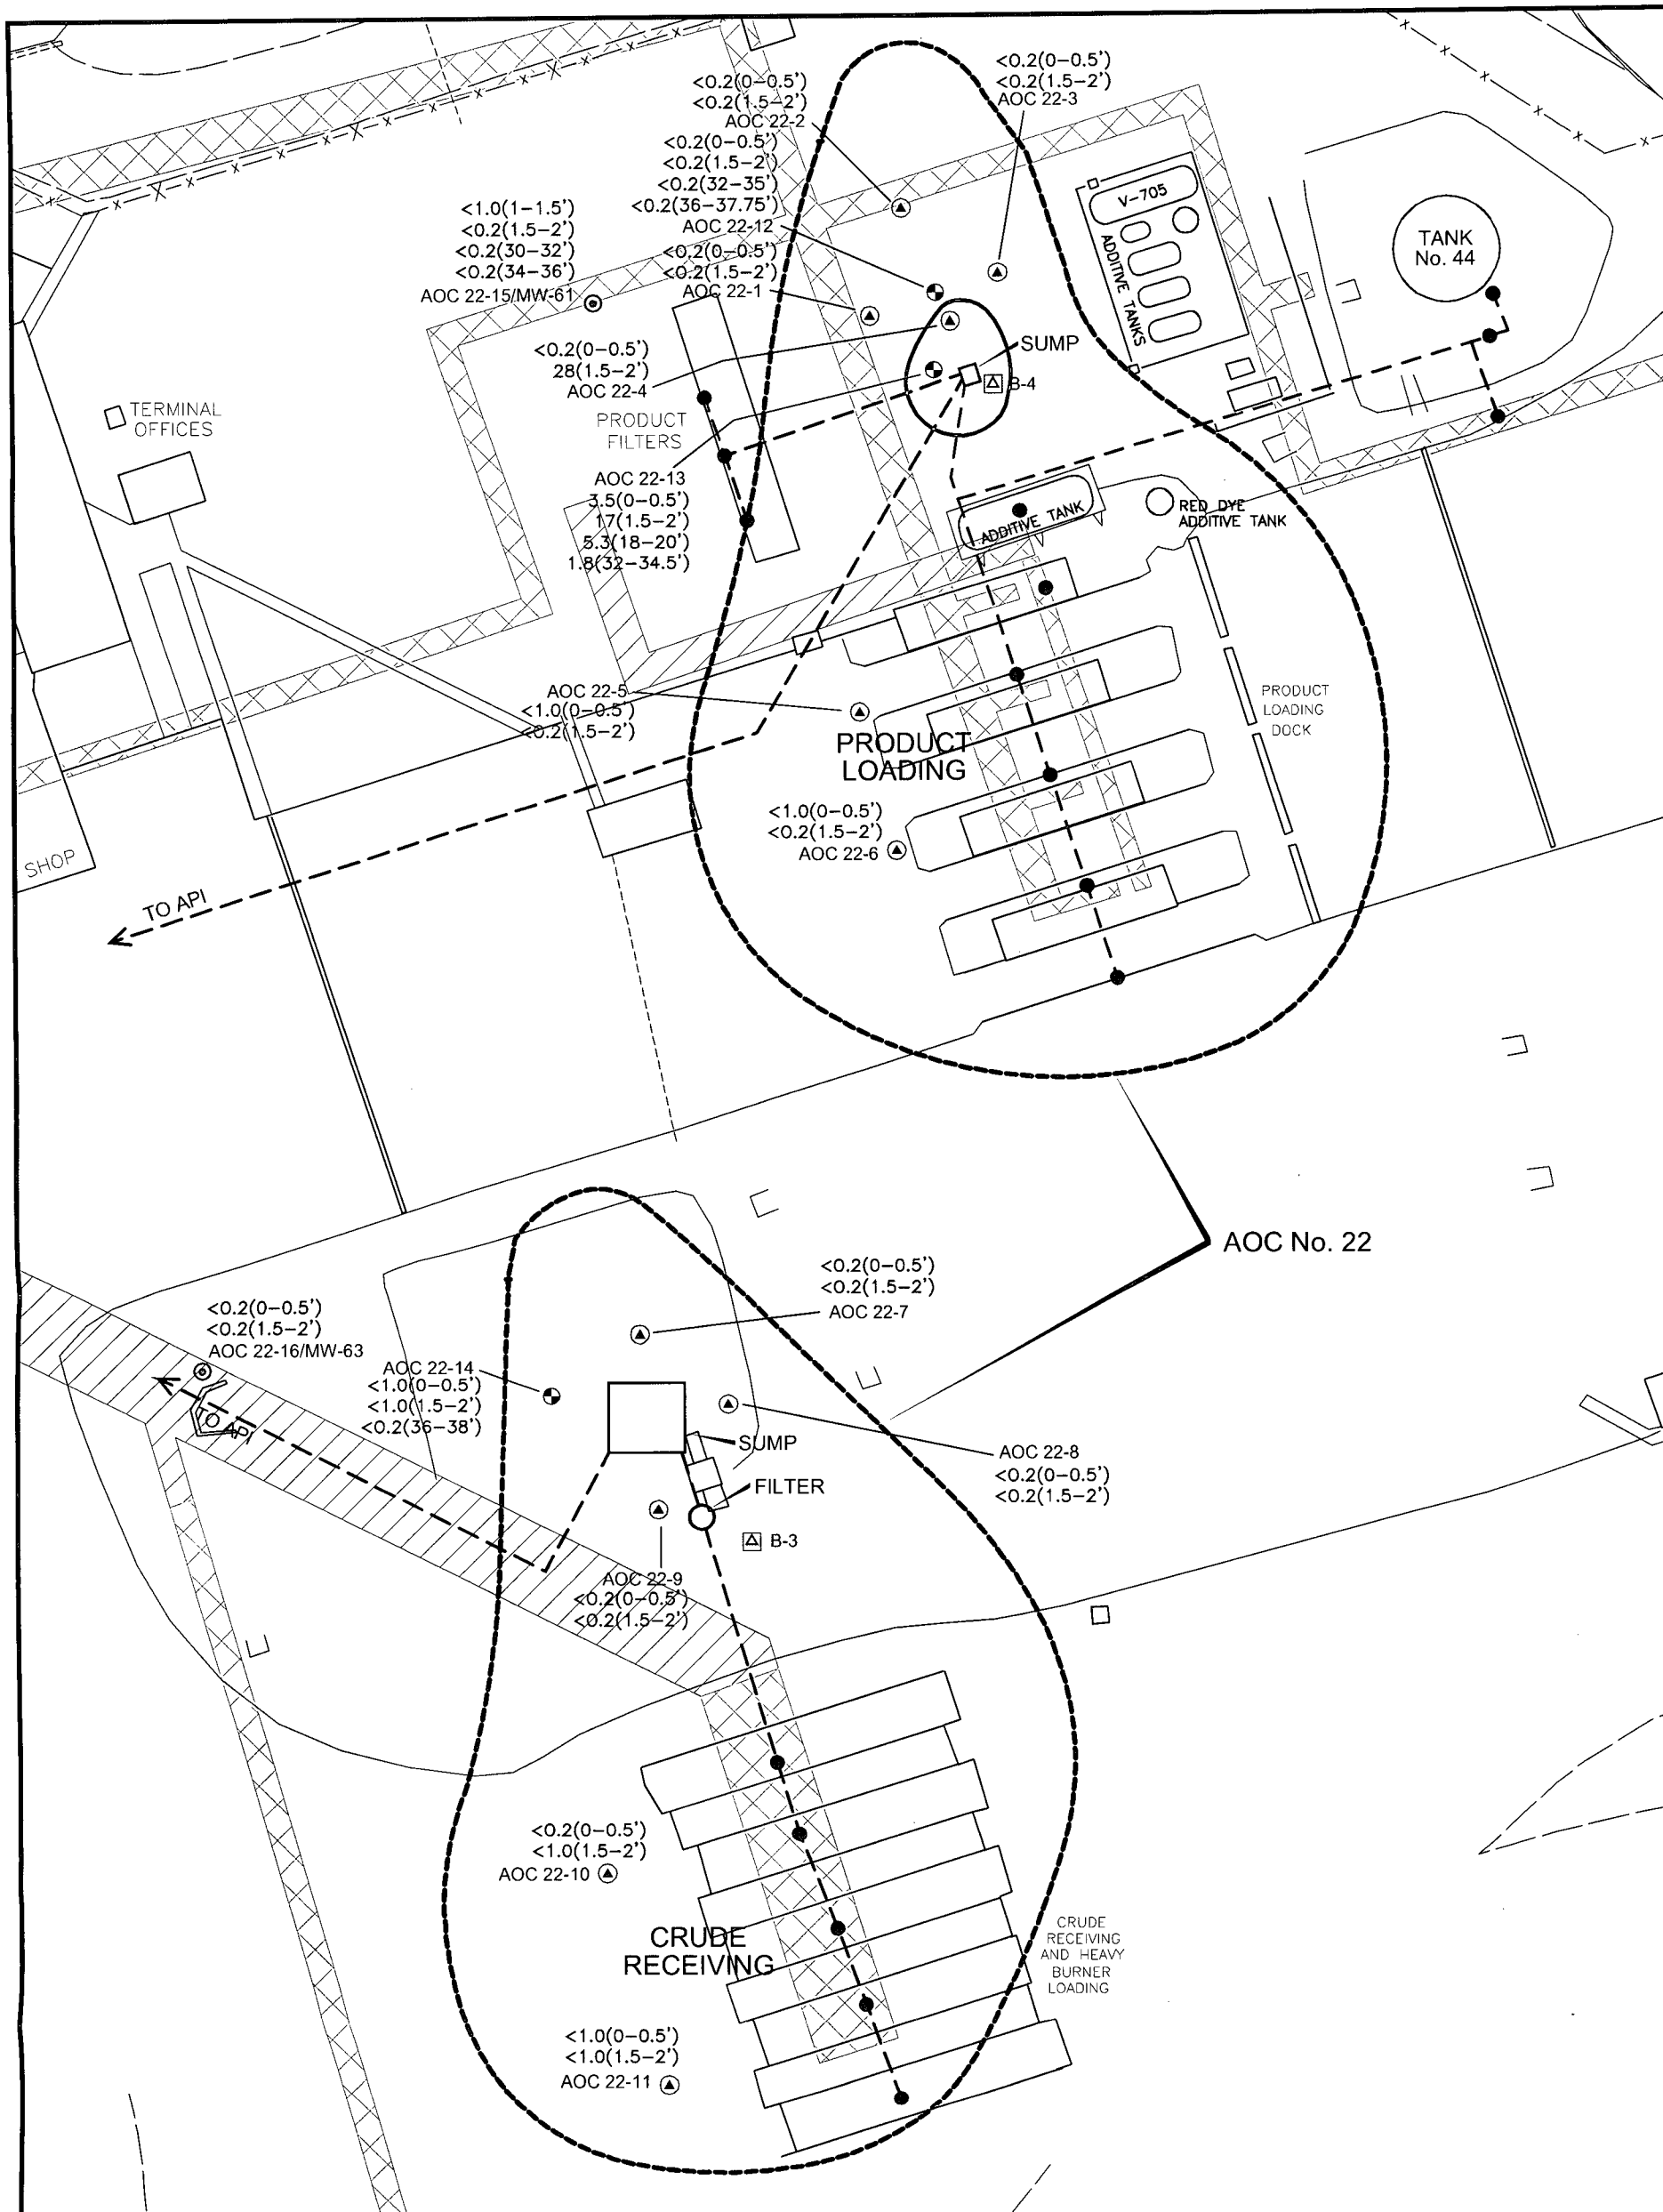 <0.2(0-0.5')
<0.2(1.5-2')
AOC 22-3
<0.2(0-0.5')
<0.2(1.5-2')
AOC 22-2
<0.2(0-0.5')
<0.2(1.5-2')
<0.2(32-35')
<0.2(36-37.75')
AOC 22-12
<0.2(0-0.5')
<0.2(1.5-2')
AOC 22-1
<1.0(1-1.5')
<0.2(1.5-2')
<0.2(30-32')
<0.2(34-36')
AOC 22-15/MW-61
V-705
ADDITIVE TANKS
TANK
No. 44
<0.2(0-0.5')
28(1.5-2')
AOC 22-4
SUMP
B-4
TERMINAL
OFFICES
PRODUCT
FILTERS
AOC 22-13
3.5(0-0.5')
17(1.5-2')
5.3(18-20')
1.8(32-34.5')
ADDITIVE TANK
RED DYE
ADDITIVE TANK
AOC 22-5
<1.0(0-0.5')
<0.2(1.5-2')
PRODUCT
LOADING
PRODUCT
LOADING
DOCK
<1.0(0-0.5')
<0.2(1.5-2')
AOC 22-6
SHOP
TO API
AOC No. 22
<0.2(0-0.5')
<0.2(1.5-2')
AOC 22-7
<0.2(0-0.5')
<0.2(1.5-2')
AOC 22-16/MW-63
AOC 22-14
<1.0(0-0.5')
<1.0(1.5-2')
<0.2(36-38')
TO API
SUMP
FILTER
AOC 22-8
<0.2(0-0.5')
<0.2(1.5-2')
B-3
AOC 22-9
<0.2(0-0.5')
<0.2(1.5-2')
<0.2(0-0.5')
<1.0(1.5-2')
AOC 22-10
CRUDE
RECEIVING
CRUDE
RECEIVING
AND HEAVY
BURNER
LOADING
<1.0(0-0.5')
<1.0(1.5-2')
AOC 22-11